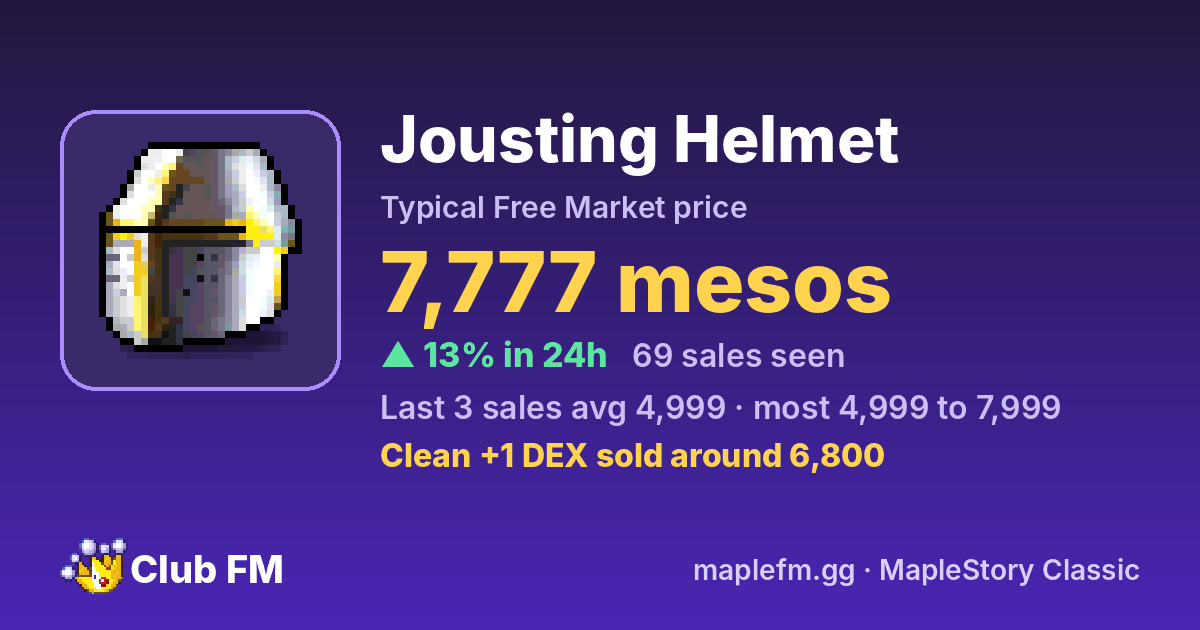 Jousting Helmet
Typical Free Market price
7,777 mesos
▲ 13% in 24h 69 sales seen
Last 3 sales avg 4,999 · most 4,999 to 7,999
Clean +1 DEX sold around 6,800
Club FM
maplefm.gg · MapleStory Classic